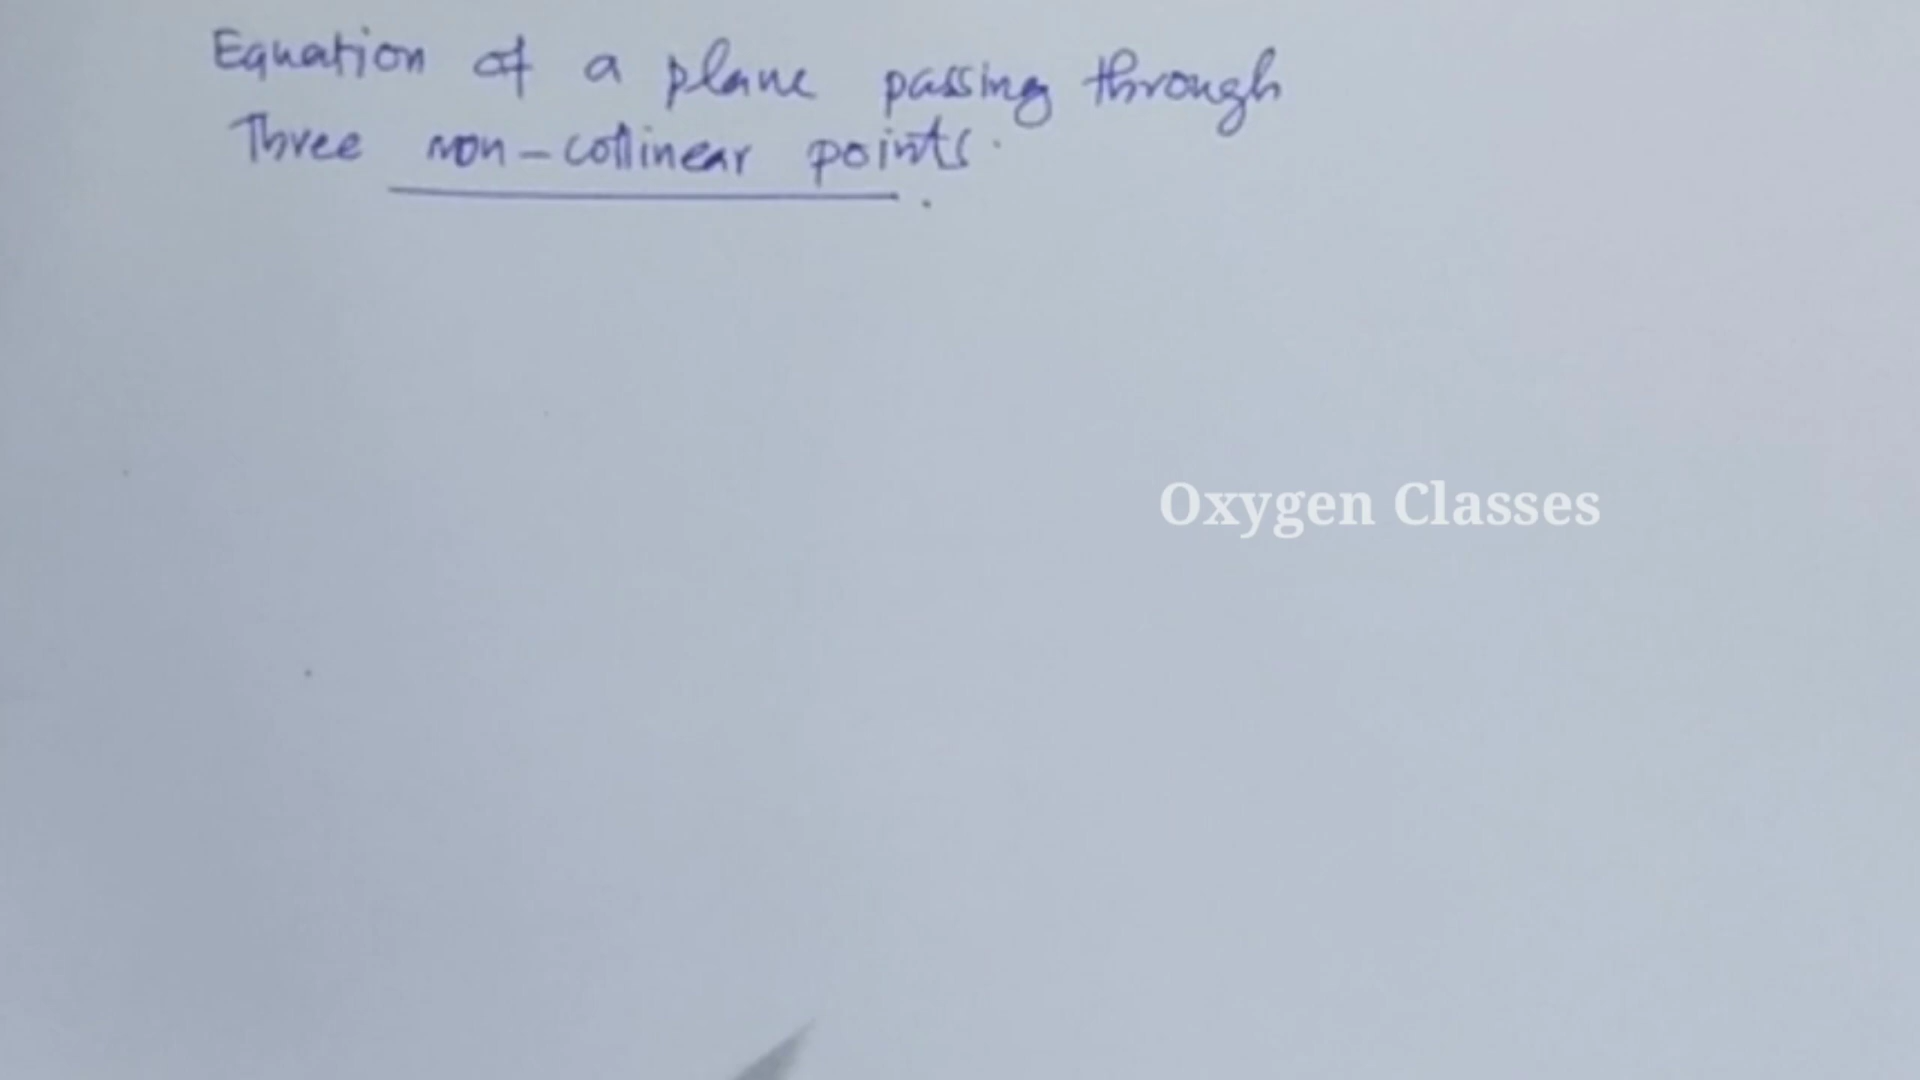 Equation of a plane passing through
Three non-collinear points.
Oxygen Classes